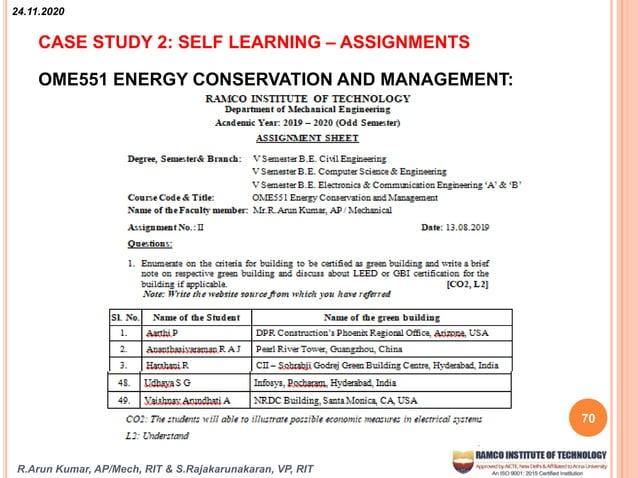 24.11.2020
CASE STUDY 2: SELF LEARNING – ASSIGNMENTS
OME551 ENERGY CONSERVATION AND MANAGEMENT:
RAMCO INSTITUTE OF TECHNOLOGY
Department of Mechanical Engineering
Academic Year: 2019 – 2020 (Odd Semester)
ASSIGNMENT SHEET
Degree, Semester& Branch: V Semester B.E. Civil Engineering
V Semester B.E. Computer Science & Engineering
V Semester B.E. Electronics & Communication Engineering ‘A’ & ‘B’
Course Code & Title: OME551 Energy Conservation and Management
Name of the Faculty member: Mr.R.Arun Kumar, AP / Mechanical
Assignment No.: II Date: 13.08.2019
Questions:
1. Enumerate on the criteria for building to be certified as green building and write a brief
note on respective green building and discuss about LEED or GBI certification for the
building if applicable. [CO2, L2]
Note: Write the website source from which you have referred
Sl. No. Name of the Student Name of the green building
1. Aarthi P DPR Construction’s Phoenix Regional Office, Arizona, USA
2. Ananthasivaraman R A J Pearl River Tower, Guangzhou, China
3. Harshani R CII – Sohrabji Godrej Green Building Centre, Hyderabad, India
48. Udhaya S G Infosys, Pocharam, Hyderabad, India
49. Vaishnav Arundhati A NRDC Building, Santa Monica, CA, USA
CO2: The students will able to illustrate possible economic measures in electrical systems
L2: Understand
70
R.Arun Kumar, AP/Mech, RIT & S.Rajakarunakaran, VP, RIT
RAMCO INSTITUTE OF TECHNOLOGY
Approved by AICTE, New Delhi & Affiliated to Anna University
An ISO 9001: 2015 Certified Institution